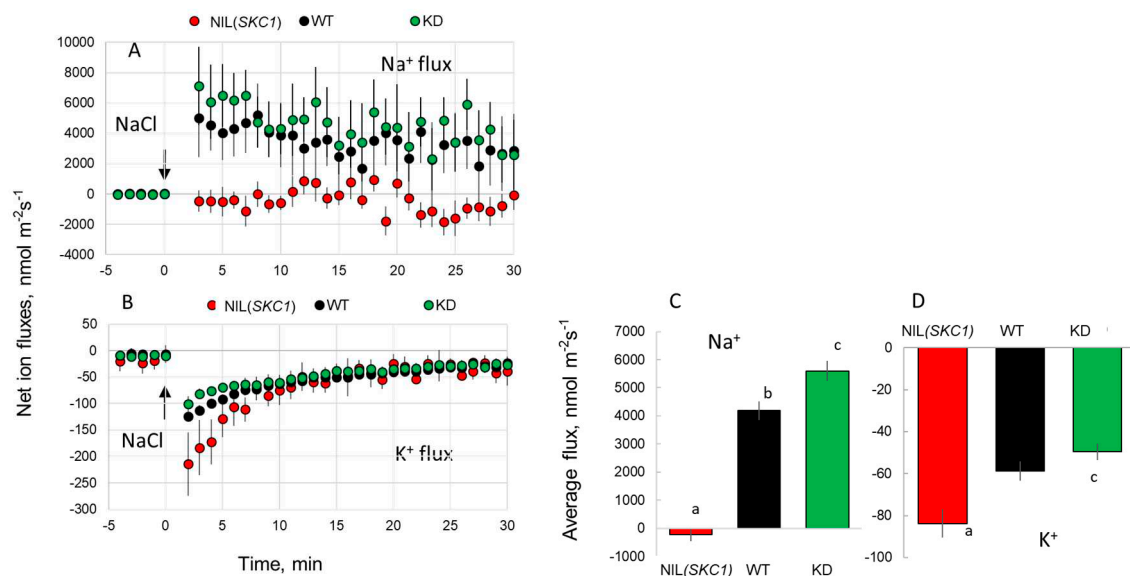 NIL(SKC1) WT KD
A
Na⁺ flux
NaCl
10000
8000
6000
4000
2000
0
-2000
-4000
-5 0 5 10 15 20 25 30
Net ion fluxes, nmol m⁻²s⁻¹
B
NIL(SKC1) WT KD
50
0
-50
-100
-150
-200
-250
-300
NaCl
K⁺ flux
-5 0 5 10 15 20 25 30
Time, min
C
Na⁺
Average flux, nmol m⁻²s⁻¹
7000
6000
5000
4000
3000
2000
1000
0
-1000
a
b
c
NIL(SKC1) WT KD
D
NIL(SKC1) WT KD
0
-20
-40
-60
-80
-100
a
c
K⁺